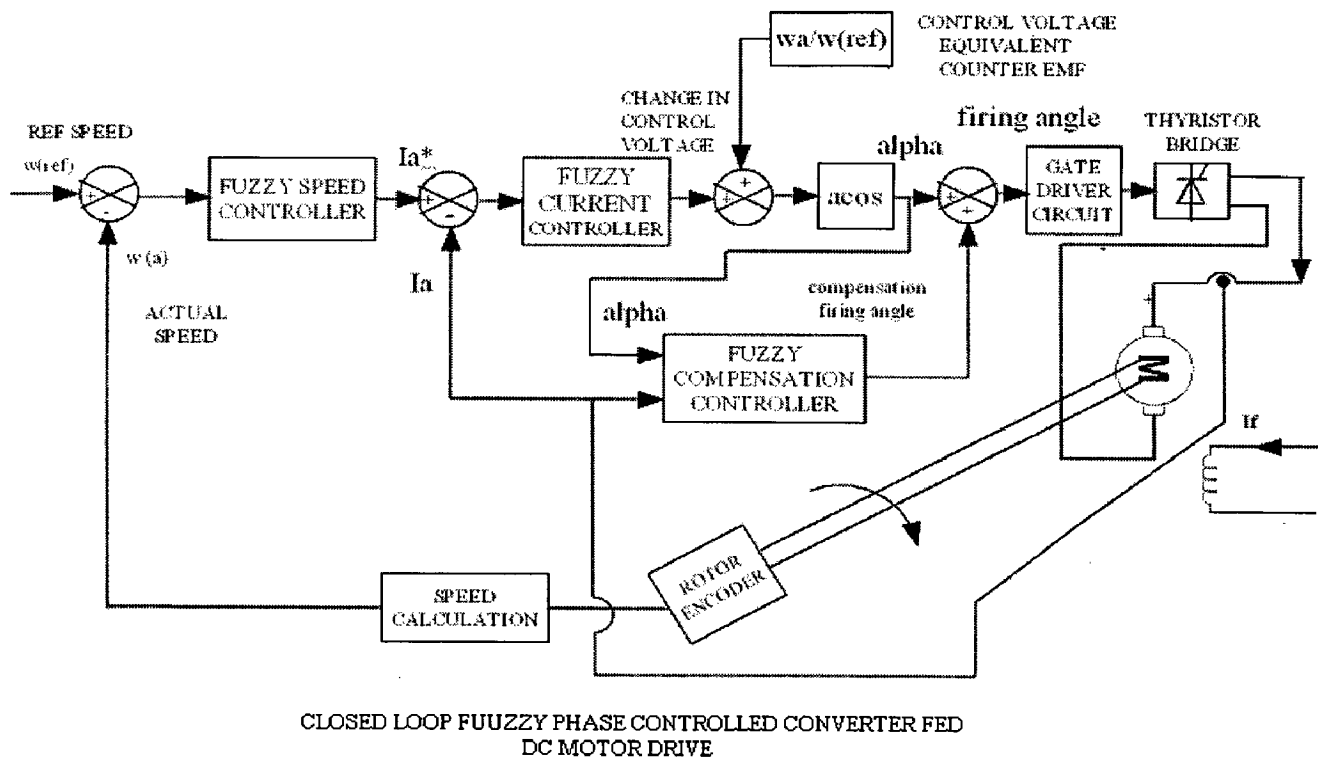 wa/w(ref)
CONTROL VOLTAGE
EQUIVALENT
COUNTER EMF
CHANGE IN
CONTROL
VOLTAGE
REF SPEED
w(ref)
+
-
w (a)
ACTUAL
SPEED
FUZZY SPEED
CONTROLLER
Ia*
+
-
Ia
FUZZY
CURRENT
CONTROLLER
+
+
acos
alpha
firing angle
+
+
GATE
DRIVER
CIRCUIT
THYRISTOR
BRIDGE
alpha
compensation
firing angle
FUZZY
COMPENSATION
CONTROLLER
+
M
If
ROTOR
ENCODER
SPEED
CALCULATION
CLOSED LOOP FUUZZY PHASE CONTROLLED CONVERTER FED
DC MOTOR DRIVE